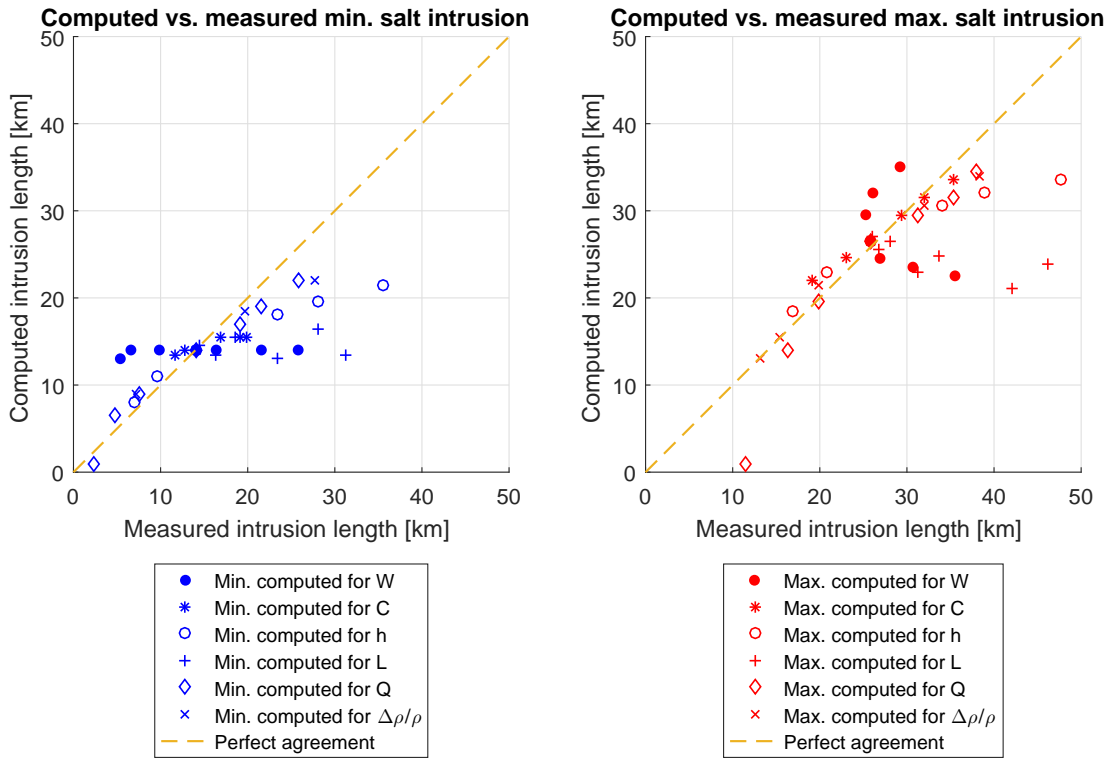 Computed vs. measured min. salt intrusion
50
40
30
20
10
0
Computed intrusion length [km]
0 10 20 30 40 50
Measured intrusion length [km]
Min. computed for W
Min. computed for C
Min. computed for h
Min. computed for L
Min. computed for Q
Min. computed for Δρ/ρ
Perfect agreement
Computed vs. measured max. salt intrusion
50
40
30
20
10
0
Computed intrusion length [km]
0 10 20 30 40 50
Measured intrusion length [km]
Max. computed for W
Max. computed for C
Max. computed for h
Max. computed for L
Max. computed for Q
Max. computed for Δρ/ρ
Perfect agreement